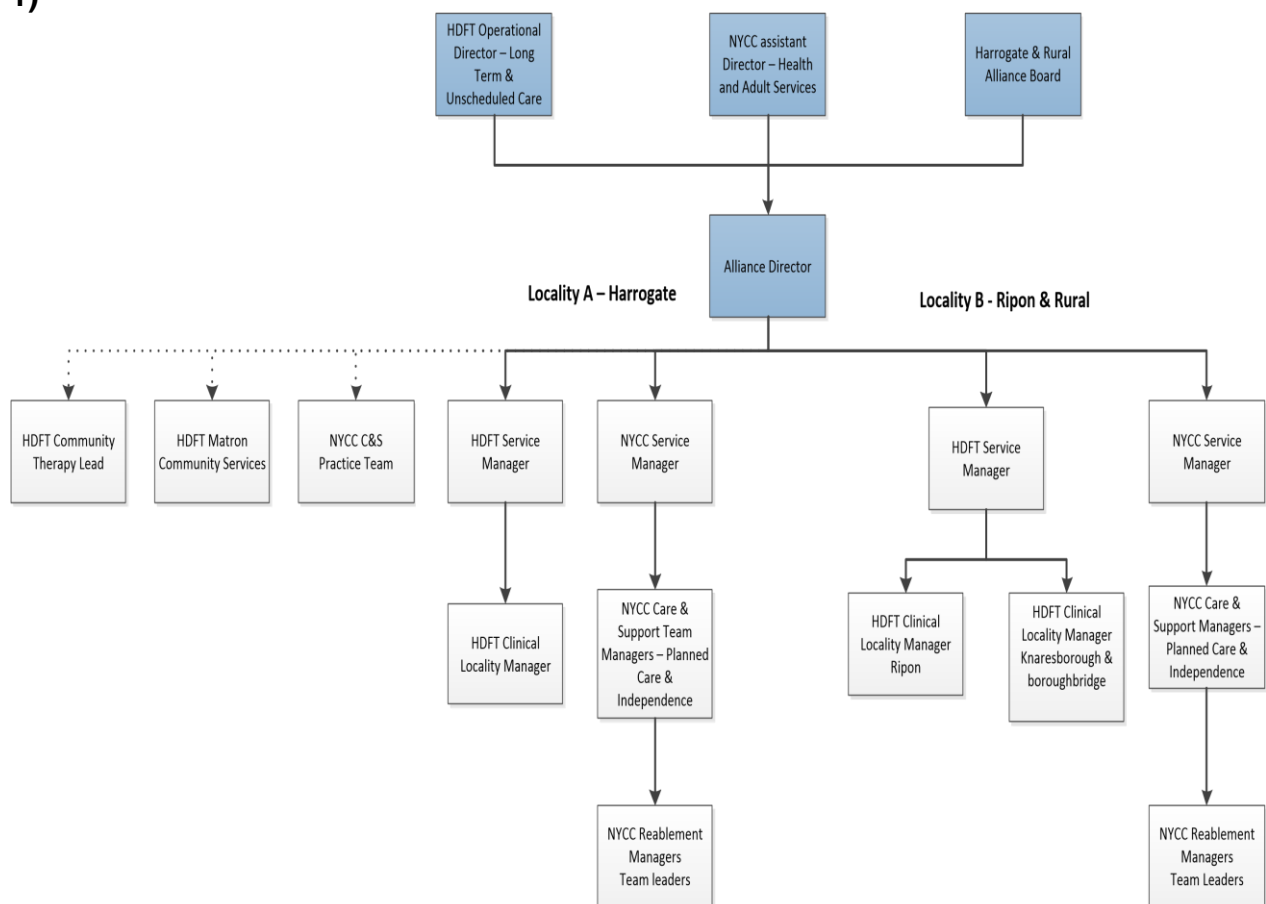 HDFT Operational
Director – Long
Term &
Unscheduled Care
NYCC assistant
Director – Health
and Adult Services
Harrogate & Rural
Alliance Board
Alliance Director
Locality A – Harrogate
Locality B - Ripon & Rural
HDFT Community
Therapy Lead
HDFT Matron
Community Services
NYCC C&S
Practice Team
HDFT Service
Manager
NYCC Service
Manager
HDFT Service
Manager
NYCC Service
Manager
HDFT Clinical
Locality Manager
NYCC Care &
Support Team
Managers – Planned
Care &
Independence
HDFT Clinical
Locality Manager
Ripon
HDFT Clinical
Locality Manager
Knaresborough &
boroughbridge
NYCC Care &
Support Managers –
Planned Care &
Independence
NYCC Reablement
Managers
Team leaders
NYCC Reablement
Managers
Team Leaders